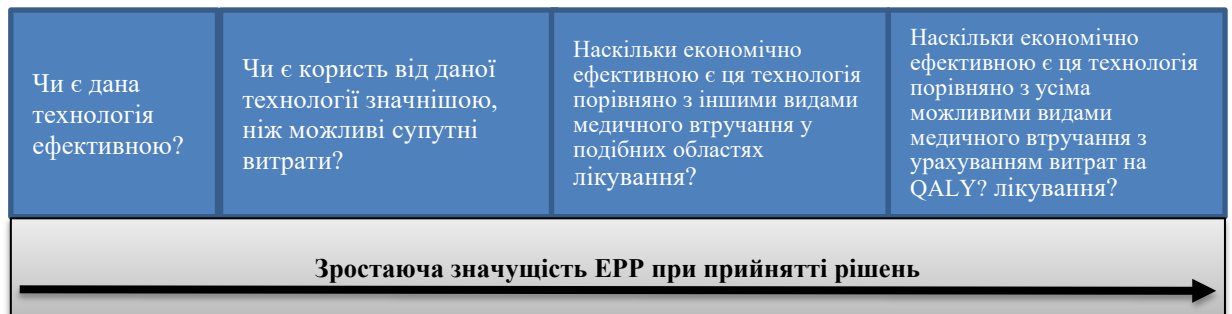 Чи є дана
технологія
ефективною?
Чи є користь від даної
технології значнішою,
ніж можливі супутні
витрати?
Наскільки економічно
ефективною є ця технологія
порівняно з іншими видами
медичного втручання у
подібних областях
лікування?
Наскільки економічно
ефективною є ця технологія
порівняно з усіма
можливими видами
медичного втручання з
урахуванням витрат на
QALY? лікування?
Зростаюча значущість ЕРР при прийнятті рішень